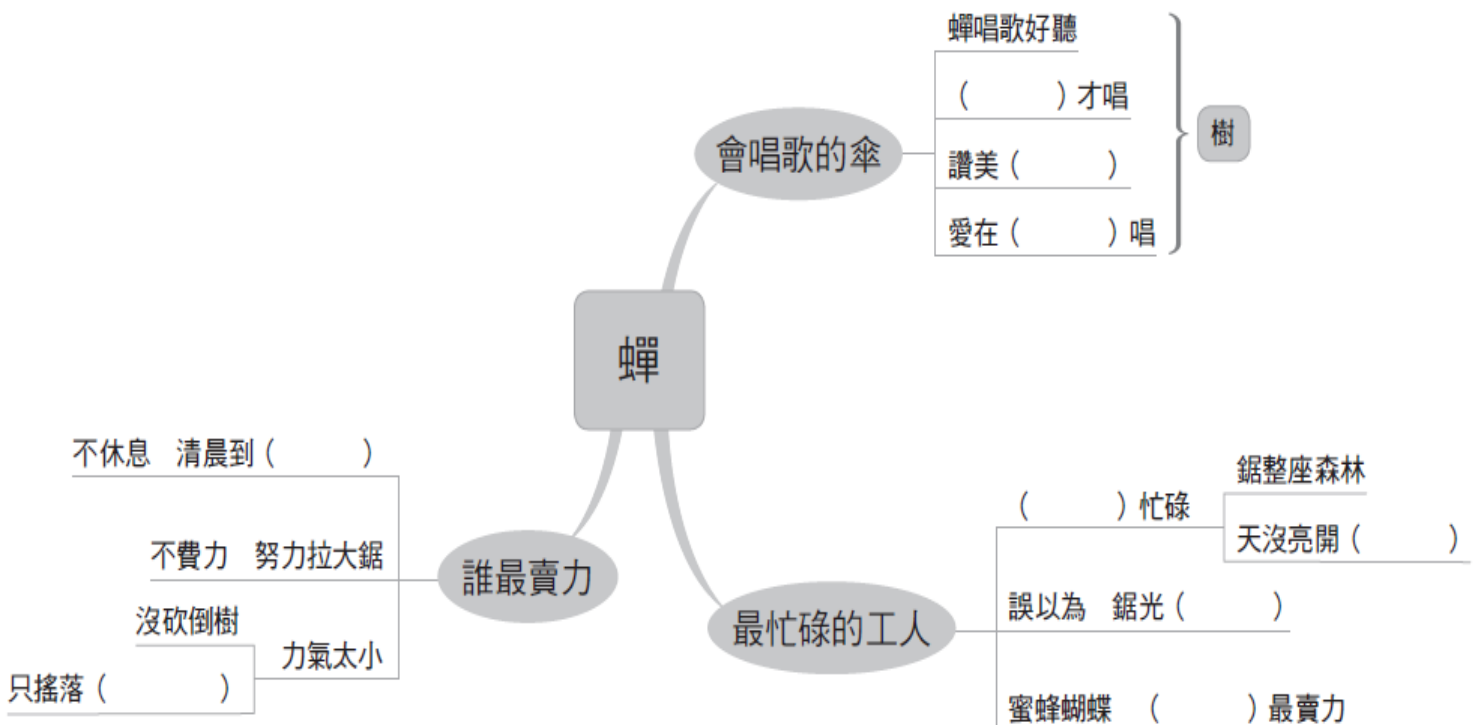 蟬
會唱歌的傘
蟬唱歌好聽
（　　　）才唱
讚美（　　　）
愛在（　　　）唱
樹
誰最賣力
不休息　清晨到（　　　）
不費力　努力拉大鋸
力氣太小
沒砍倒樹
只搖落（　　　）
最忙碌的工人
（　　　）忙碌
鋸整座森林
天沒亮開（　　　）
誤以為　鋸光（　　　）
蜜蜂蝴蝶　（　　　）最賣力